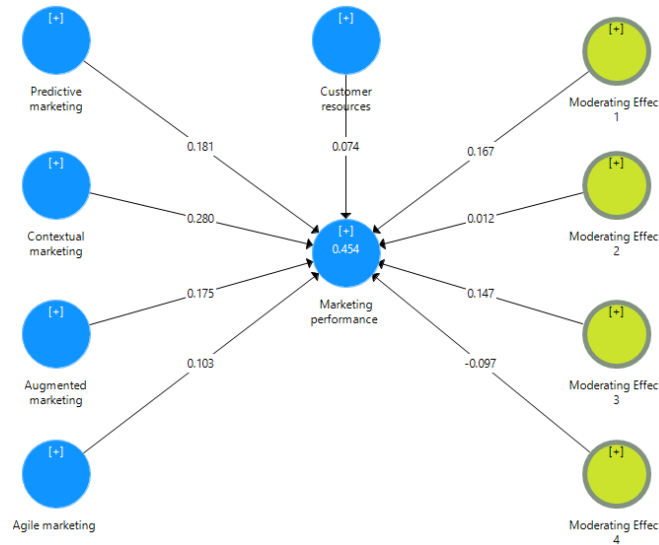 [+]
Predictive
marketing
[+]
Customer
resources
[+]
Moderating Effec
1
0.181
0.074
0.167
[+]
Contextual
marketing
[+]
Moderating Effec
2
0.280
0.012
[+]
0.454
Marketing
performance
0.175
0.147
[+]
Augmented
marketing
[+]
Moderating Effec
3
0.103
-0.097
[+]
Agile marketing
[+]
Moderating Effec
4